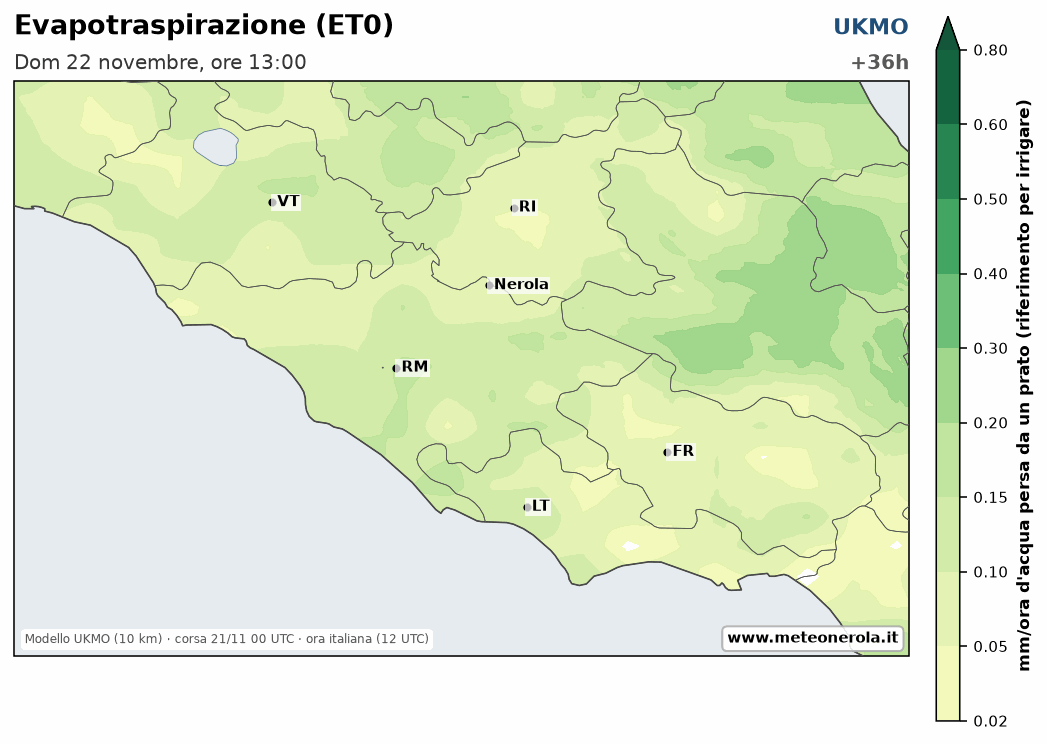 Evapotraspirazione (ET0)
UKMO
Dom 22 novembre, ore 13:00
+36h
VT
RI
Nerola
RM
FR
LT
Modello UKMO (10 km) · corsa 21/11 00 UTC · ora italiana (12 UTC)
www.meteonerola.it
0.80
0.60
0.50
0.40
0.30
0.20
0.15
0.10
0.05
0.02
mm/ora d'acqua persa da un prato (riferimento per irrigare)